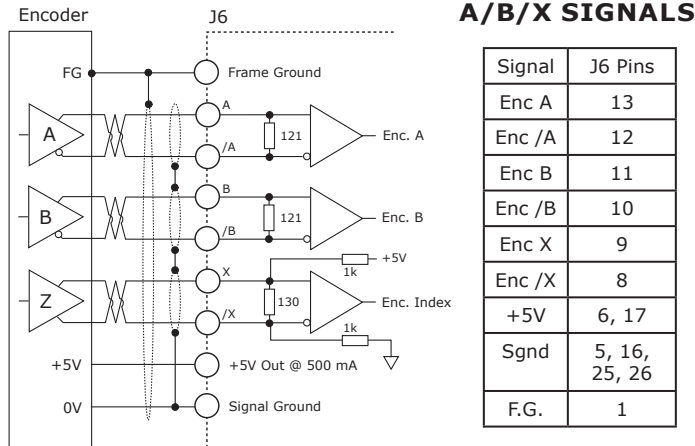 Encoder
J6
A/B/X SIGNALS
FG
Frame Ground
A
A
121
Enc. A
/A
B
B
121
Enc. B
/B
+5V
1k
X
Z
130
Enc. Index
/X
1k
+5V
+5V Out @ 500 mA
0V
Signal Ground
Signal J6 Pins
Enc A 13
Enc /A 12
Enc B 11
Enc /B 10
Enc X 9
Enc /X 8
+5V 6, 17
Sgnd 5, 16,
25, 26
F.G. 1